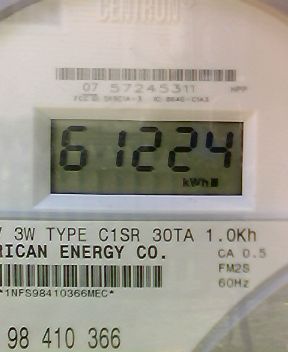 CENTRON
07 57245311 HPP
61224
kWh
3W TYPE C1SR 30TA 1.0Kh
RICAN ENERGY CO. CA 0.5
FM2S
60Hz
*1NFS98410366MEC*
98 410 366